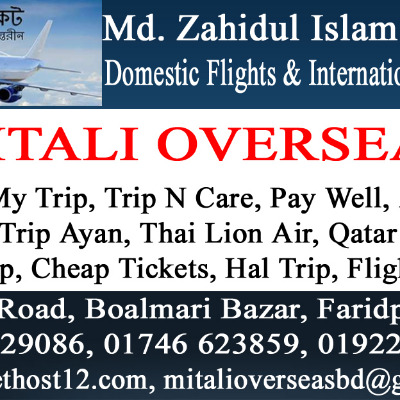 Md. Zahidul Islam
Domestic Flights & Internatio
ITALI OVERSEA
My Trip, Trip N Care, Pay Well,
Trip Ayan, Thai Lion Air, Qatar
p, Cheap Tickets, Hal Trip, Flig
Road, Boalmari Bazar, Faridp
29086, 01746 623859, 01922
ethost12.com, mitalioverseasbd@g